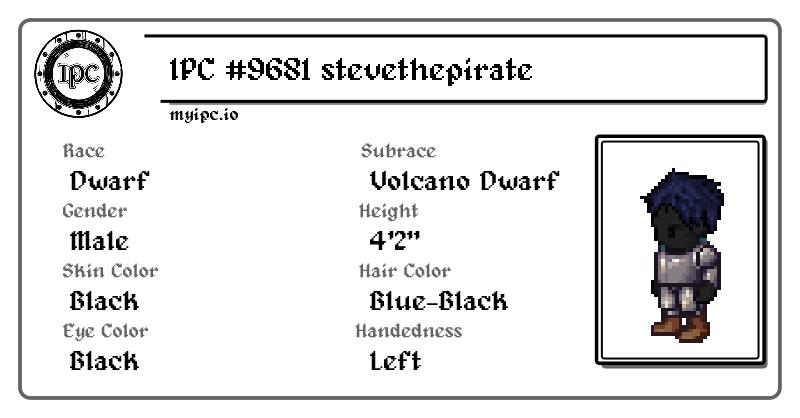 IPC
IPC #9681 stevethepirate
myipc.io
Race
Dwarf
Subrace
Volcano Dwarf
Gender
Male
Height
4'2"
Skin Color
Black
Hair Color
Blue-Black
Eye Color
Black
Handedness
Left